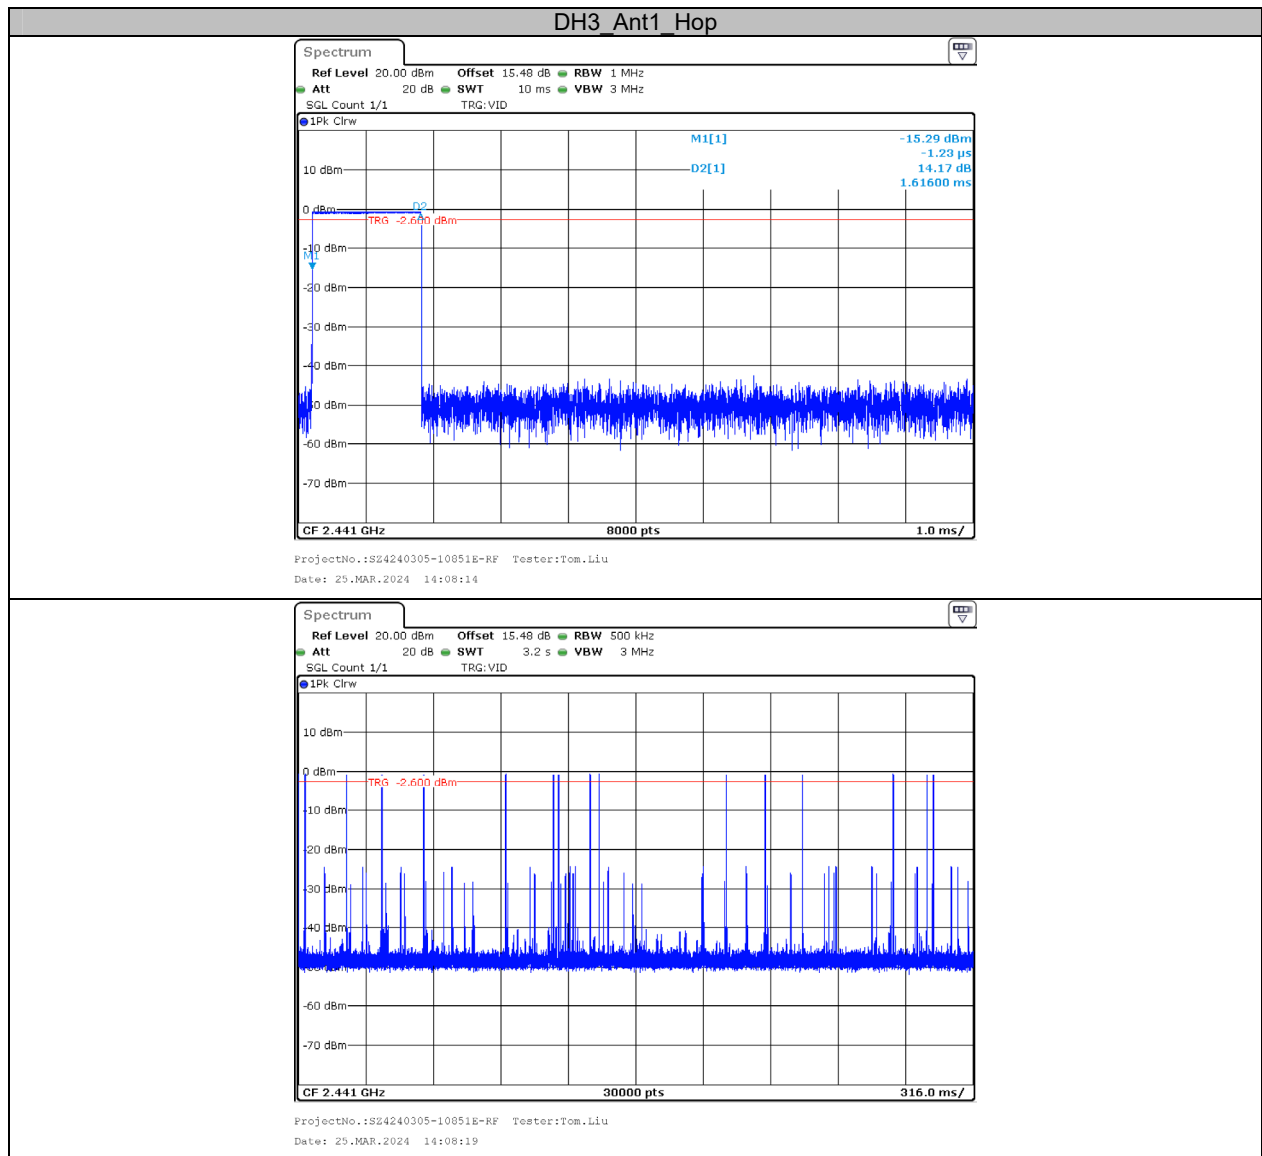 DH3_Ant1_Hop
Spectrum
Ref Level 20.00 dBm Offset 15.48 dB RBW 1 MHz
Att 20 dB SWT 10 ms VBW 3 MHz
SGL Count 1/1 TRG:VID
1Pk Clrw
M1[1] -15.29 dBm
-1.23 µs
10 dBm
D2[1] 14.17 dB
1.61600 ms
0 dBm
D2
TRG -2.600 dBm
-10 dBm
M1
-20 dBm
-30 dBm
-40 dBm
-50 dBm
-60 dBm
-70 dBm
CF 2.441 GHz 8000 pts 1.0 ms/
ProjectNo.:SZ4240305-10851E-RF Tester:Tom.Liu
Date: 25.MAR.2024 14:08:14
Spectrum
Ref Level 20.00 dBm Offset 15.48 dB RBW 500 kHz
Att 20 dB SWT 3.2 s VBW 3 MHz
SGL Count 1/1 TRG:VID
1Pk Clrw
10 dBm
0 dBm
TRG -2.600 dBm
-10 dBm
-20 dBm
-30 dBm
-40 dBm
-60 dBm
-70 dBm
CF 2.441 GHz 30000 pts 316.0 ms/
ProjectNo.:SZ4240305-10851E-RF Tester:Tom.Liu
Date: 25.MAR.2024 14:08:19